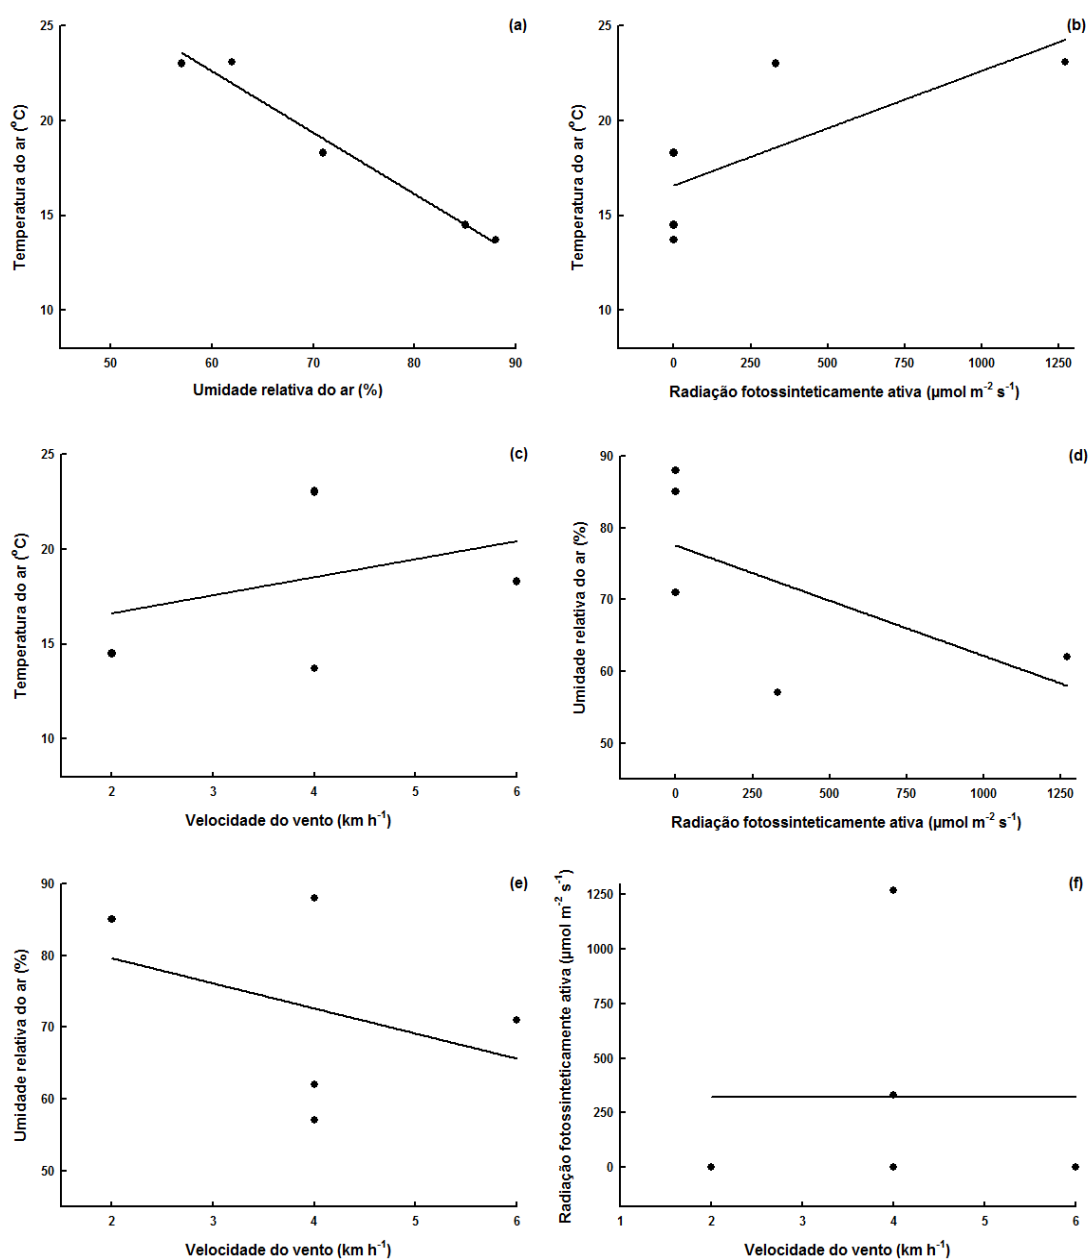 (a)
Temperatura do ar (°C)
25
20
15
10
50 60 70 80 90
Umidade relativa do ar (%)
(b)
Temperatura do ar (°C)
25
20
15
10
0 250 500 750 1000 1250
Radiação fotossinteticamente ativa (µmol m⁻² s⁻¹)
(c)
Temperatura do ar (°C)
25
20
15
10
2 3 4 5 6
Velocidade do vento (km h⁻¹)
(d)
Umidade relativa do ar (%)
90
80
70
60
50
0 250 500 750 1000 1250
Radiação fotossinteticamente ativa (µmol m⁻² s⁻¹)
(e)
Umidade relativa do ar (%)
90
80
70
60
50
2 3 4 5 6
Velocidade do vento (km h⁻¹)
(f)
Radiação fotossinteticamente ativa (µmol m⁻² s⁻¹)
1250
1000
750
500
250
0
1 2 3 4 5 6
Velocidade do vento (km h⁻¹)